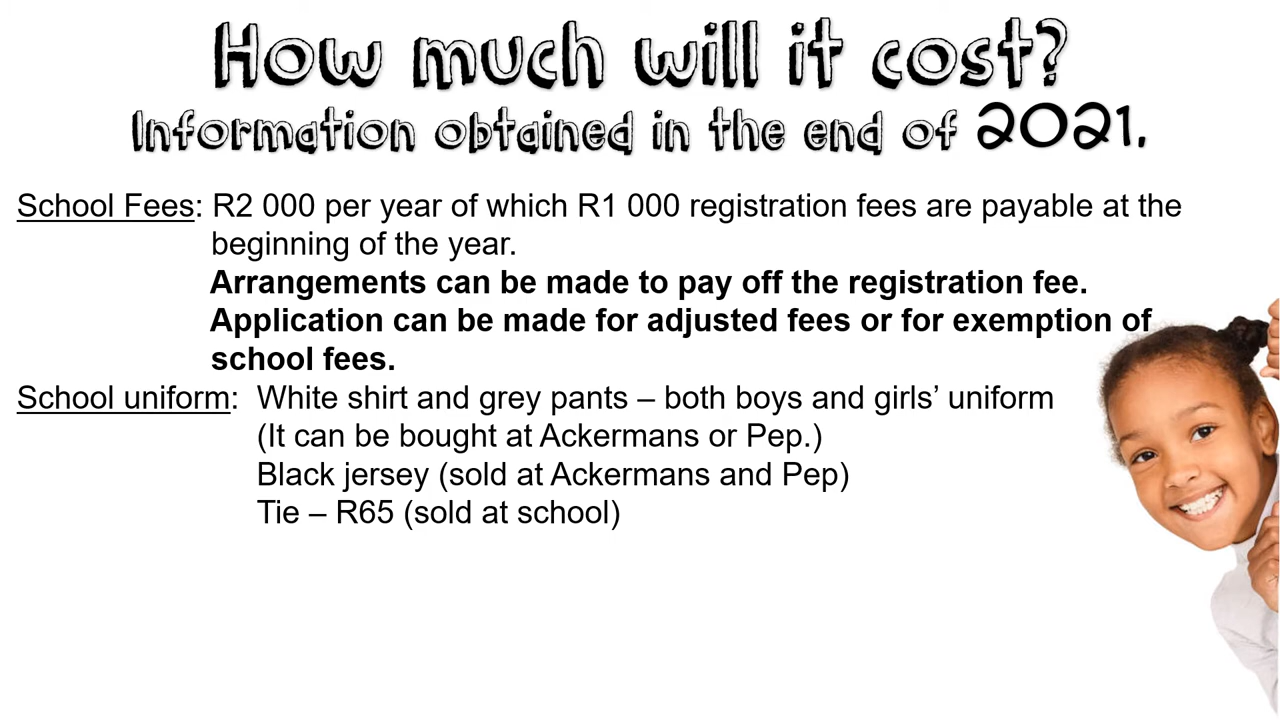 How much will it cost?
Information obtained in the end of 2021.
School Fees: R2 000 per year of which R1 000 registration fees are payable at the
beginning of the year.
Arrangements can be made to pay off the registration fee.
Application can be made for adjusted fees or for exemption of
school fees.
School uniform: White shirt and grey pants – both boys and girls’ uniform
(It can be bought at Ackermans or Pep.)
Black jersey (sold at Ackermans and Pep)
Tie – R65 (sold at school)